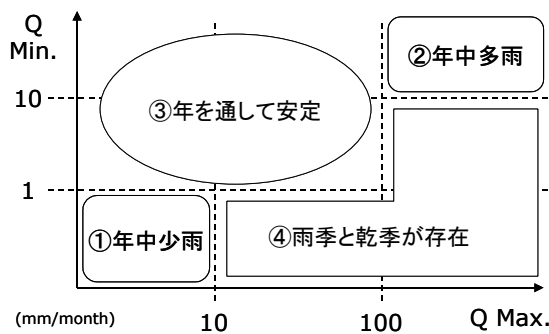 Q
Min.
②年中多雨
10
③年を通して安定
1
①年中少雨
④雨季と乾季が存在
(mm/month)
10
100
Q Max.